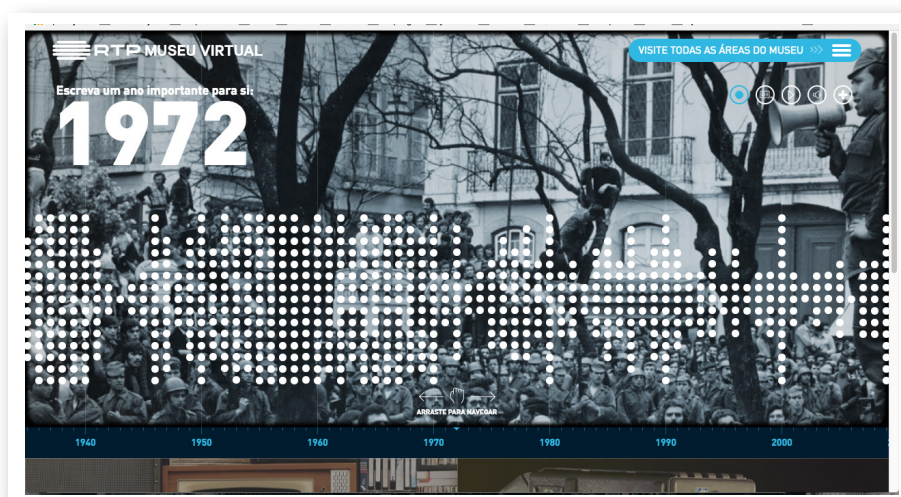 RTP MUSEU VIRTUAL
VISITE TODAS AS ÁREAS DO MUSEU >>>
Escreva um ano importante para si:
1972
ARRASTE PARA NAVEGAR
1940 1950 1960 1970 1980 1990 2000